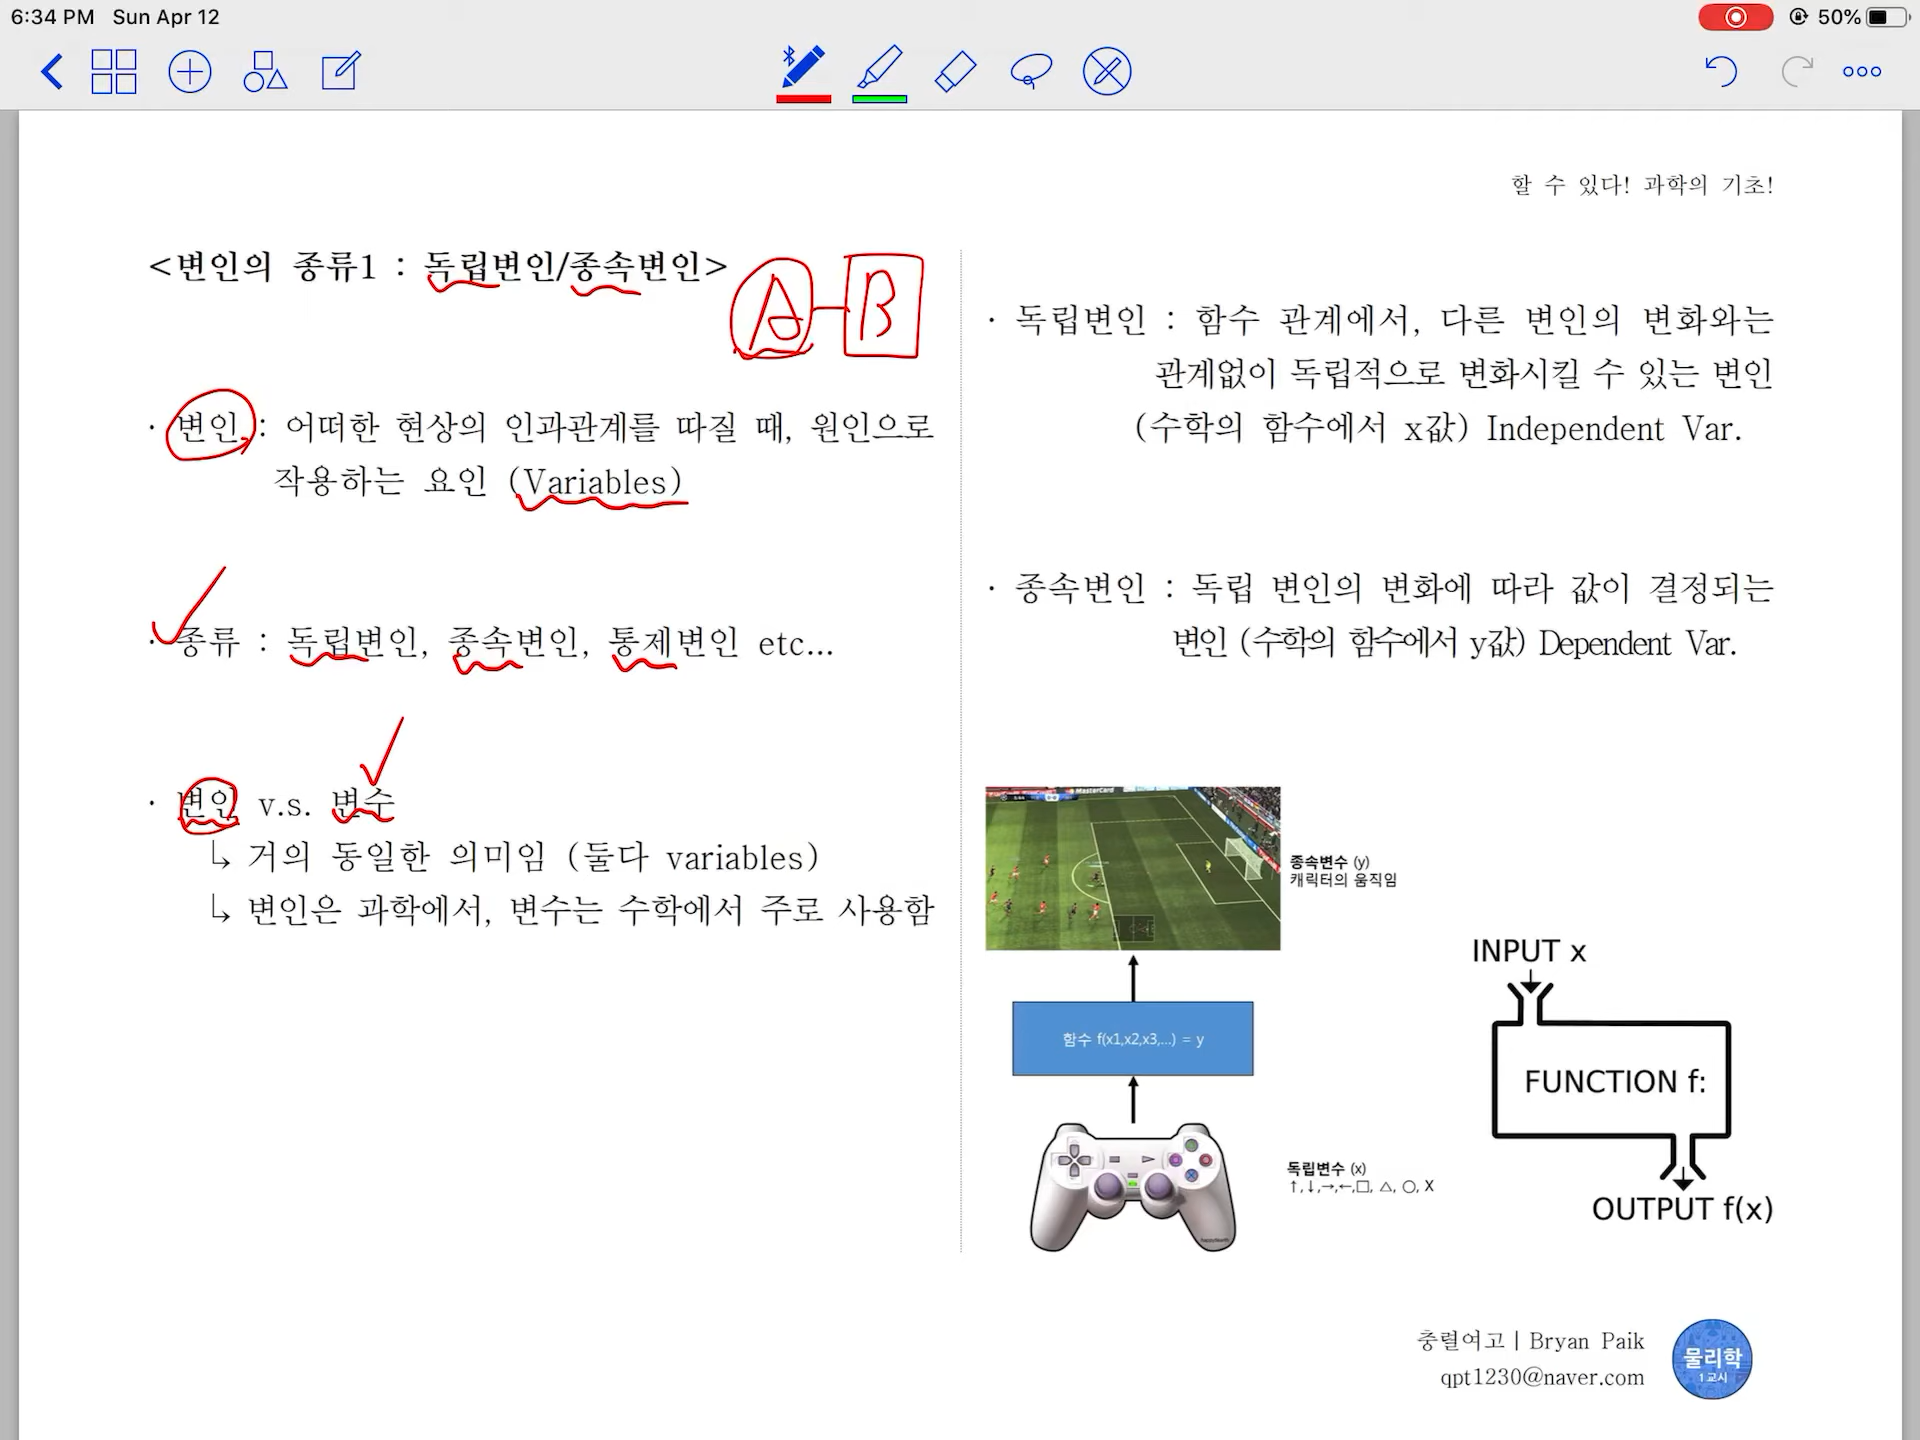 6:34 PM Sun Apr 12
50%
할 수 있다! 과학의 기초!
<변인의 종류1 : 독립변인/종속변인>
A B
· 변인 : 어떠한 현상의 인과관계를 따질 때, 원인으로
작용하는 요인 (Variables)
· 종류 : 독립변인, 종속변인, 통제변인 etc...
· 변인 v.s. 변수
↳ 거의 동일한 의미임 (둘다 variables)
↳ 변인은 과학에서, 변수는 수학에서 주로 사용함
· 독립변인 : 함수 관계에서, 다른 변인의 변화와는
관계없이 독립적으로 변화시킬 수 있는 변인
(수학의 함수에서 x값) Independent Var.
· 종속변인 : 독립 변인의 변화에 따라 값이 결정되는
변인 (수학의 함수에서 y값) Dependent Var.
MasterCard
종속변수 (y)
캐릭터의 움직임
함수 f(x1,x2,x3,...) = y
독립변수 (x)
↑,↓,→,←,□, △, ○, X
INPUT x
FUNCTION f:
OUTPUT f(x)
충렬여고 | Bryan Paik
qpt1230@naver.com
물리학
1교시